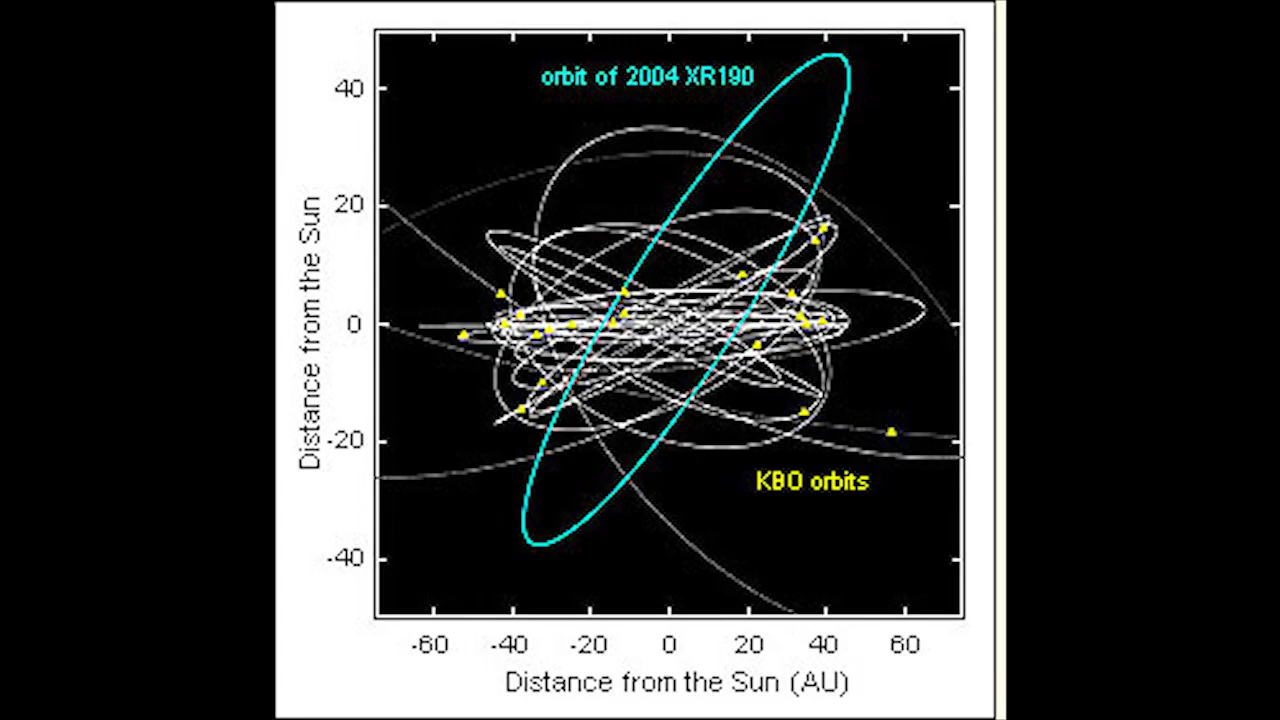 orbit of 2004 XR190
40
20
0
-20
-40
Distance from the Sun
KBO orbits
-60 -40 -20 0 20 40 60
Distance from the Sun (AU)